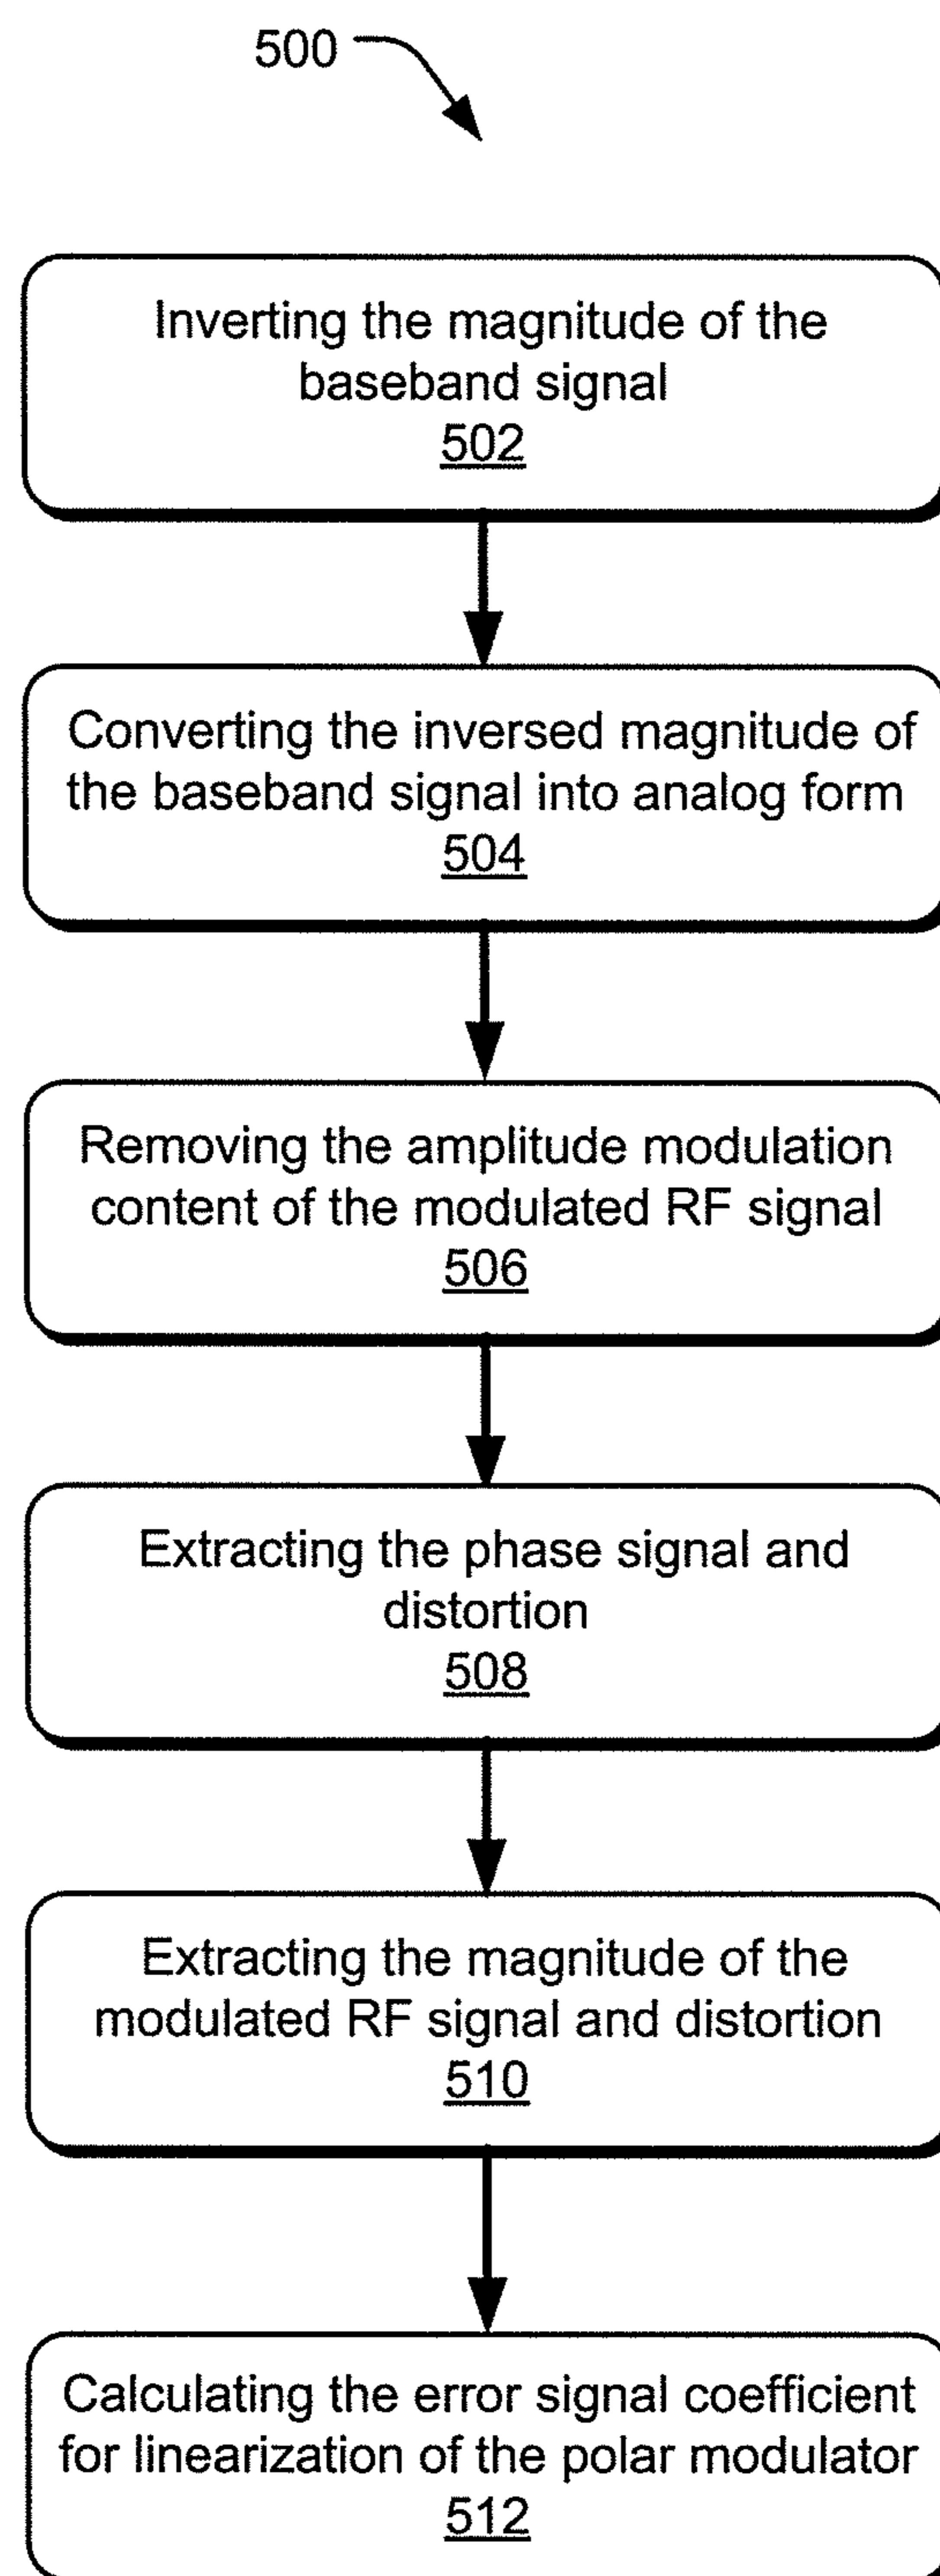 500
Inverting the magnitude of the
baseband signal
502
Converting the inversed magnitude of
the baseband signal into analog form
504
Removing the amplitude modulation
content of the modulated RF signal
506
Extracting the phase signal and
distortion
508
Extracting the magnitude of the
modulated RF signal and distortion
510
Calculating the error signal coefficient
for linearization of the polar modulator
512